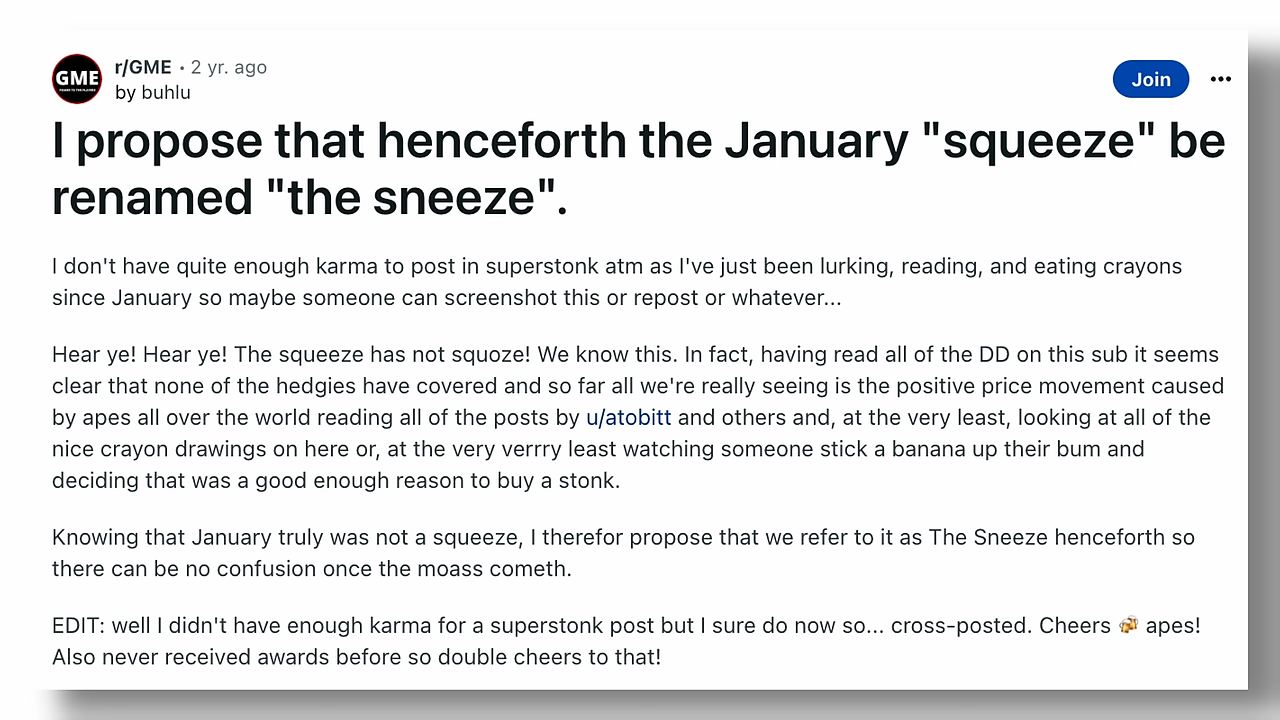 GME
r/GME • 2 yr. ago
by buhlu
Join
I propose that henceforth the January "squeeze" be
renamed "the sneeze".
I don't have quite enough karma to post in superstonk atm as I've just been lurking, reading, and eating crayons
since January so maybe someone can screenshot this or repost or whatever...
Hear ye! Hear ye! The squeeze has not squoze! We know this. In fact, having read all of the DD on this sub it seems
clear that none of the hedgies have covered and so far all we're really seeing is the positive price movement caused
by apes all over the world reading all of the posts by u/atobitt and others and, at the very least, looking at all of the
nice crayon drawings on here or, at the very verrry least watching someone stick a banana up their bum and
deciding that was a good enough reason to buy a stonk.
Knowing that January truly was not a squeeze, I therefor propose that we refer to it as The Sneeze henceforth so
there can be no confusion once the moass cometh.
EDIT: well I didn't have enough karma for a superstonk post but I sure do now so... cross-posted. Cheers 🍻 apes!
Also never received awards before so double cheers to that!